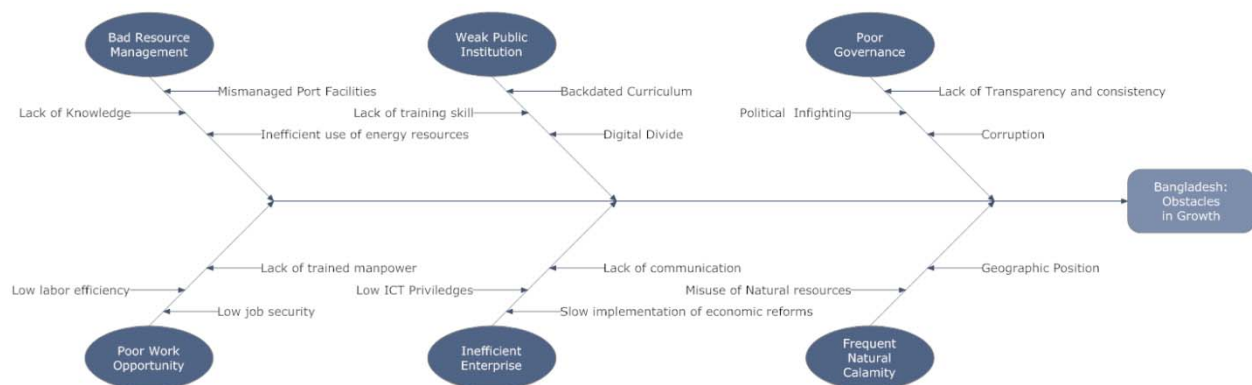 Bad Resource
Management
Weak Public
Institution
Poor
Governance
Mismanaged Port Facilities
Backdated Curriculum
Lack of Transparency and consistency
Lack of Knowledge
Lack of training skill
Political Infighting
Inefficient use of energy resources
Digital Divide
Corruption
Bangladesh:
Obstacles
in Growth
Lack of trained manpower
Lack of communication
Geographic Position
Low labor efficiency
Low ICT Priviledges
Misuse of Natural resources
Low job security
Slow implementation of economic reforms
Poor Work
Opportunity
Inefficient
Enterprise
Frequent
Natural
Calamity